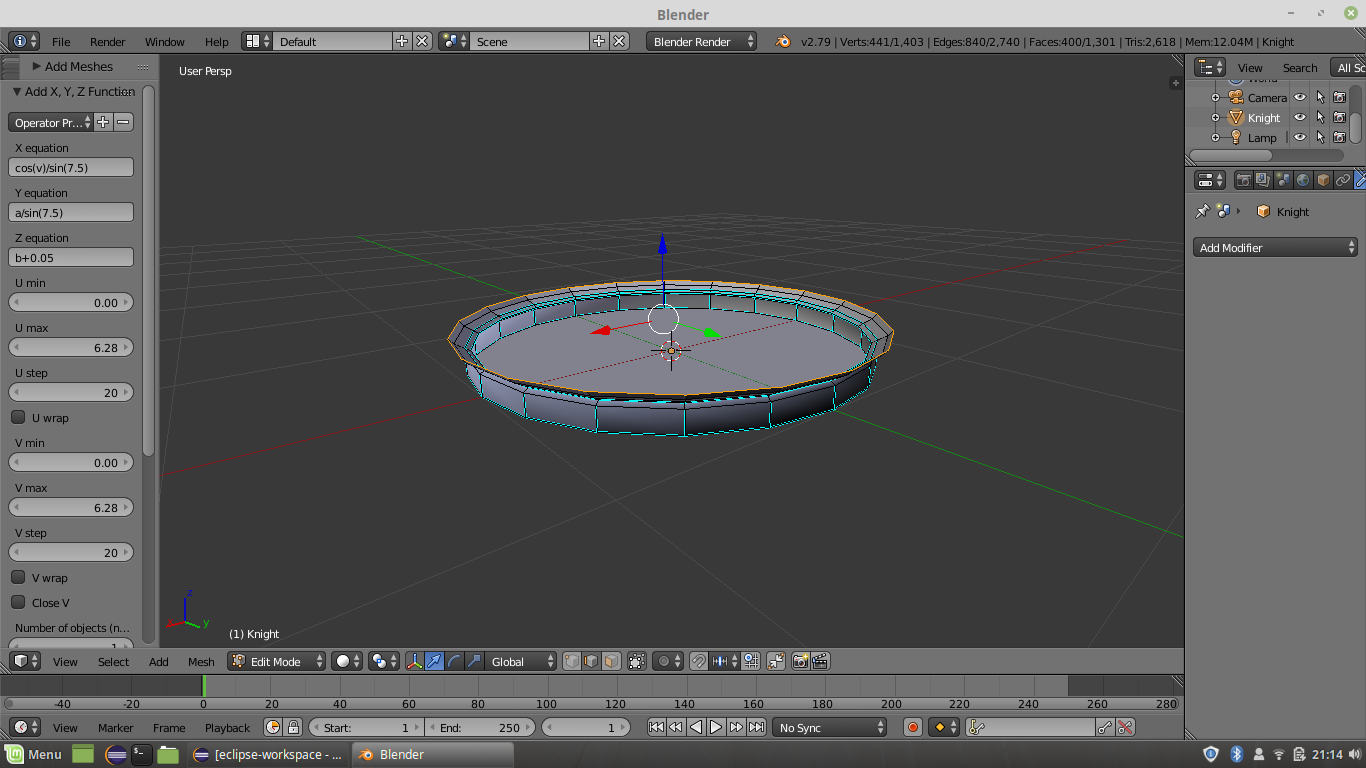 Blender
File Render Window Help Default Scene Blender Render v2.79 | Verts:441/1,403 | Edges:840/2,740 | Faces:400/1,301 | Tris:2,618 | Mem:12.04M | Knight
Add Meshes
Add X, Y, Z Function
Operator Pr...
X equation
cos(v)/sin(7.5)
Y equation
a/sin(7.5)
Z equation
b+0.05
U min
0.00
U max
6.28
U step
20
U wrap
V min
0.00
V max
6.28
V step
20
V wrap
Close V
Number of objects (n...
1
User Persp
z
y
(1) Knight
View Search All Sc
Camera
Knight
Lamp
Knight
Add Modifier
View Select Add Mesh Edit Mode Global
-40 -20 0 20 40 60 80 100 120 140 160 180 200 220 240 260 280
View Marker Frame Playback Start: 1 End: 250 1 No Sync
Menu [eclipse-workspace - ... Blender 21:14